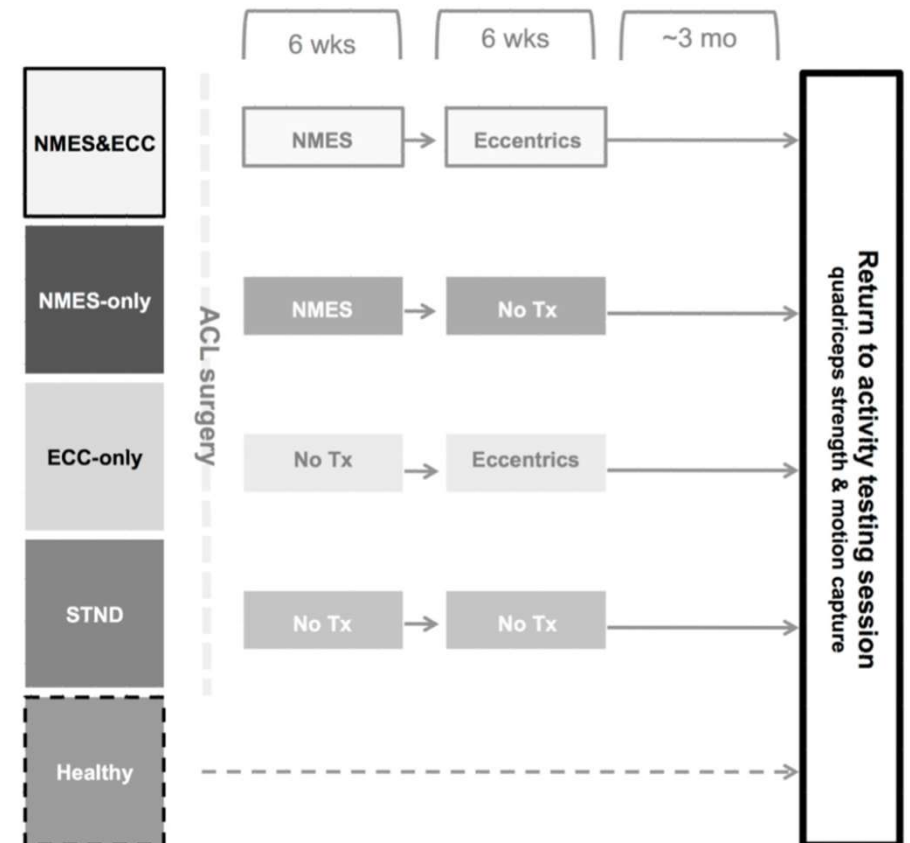 6 wks
6 wks
~3 mo
NMES&ECC
NMES
Eccentrics
NMES-only
NMES
No Tx
ACL surgery
ECC-only
No Tx
Eccentrics
STND
No Tx
No Tx
Healthy
Return to activity testing session
quadriceps strength & motion capture